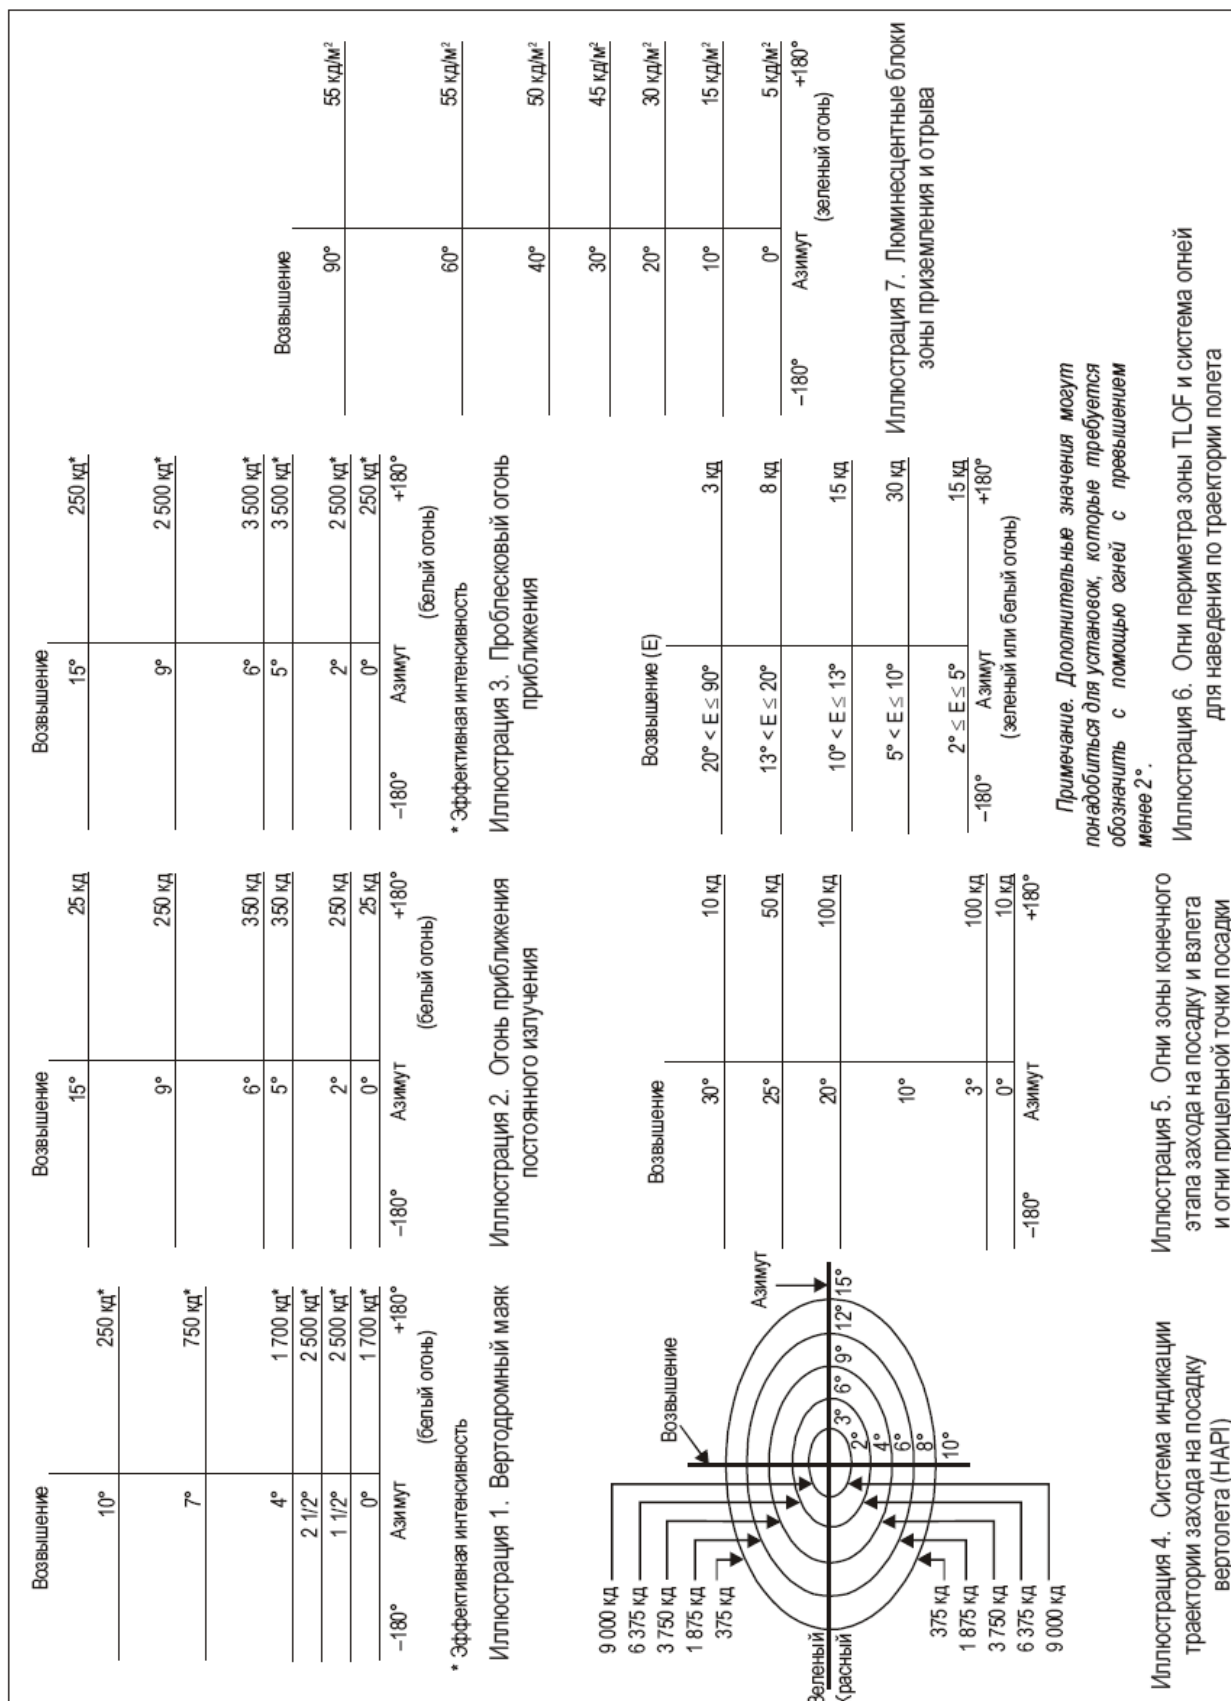 Возвышение
10° 250 кд*
7° 750 кд*
4° 1 700 кд*
2 1/2° 2 500 кд*
1 1/2° 2 500 кд*
0° 1 700 кд*
–180° Азимут +180°
(белый огонь)
* Эффективная интенсивность
Иллюстрация 1. Вертодромный маяк
Возвышение
15° 25 кд
9° 250 кд
6° 350 кд
5° 350 кд
2° 250 кд
0° 25 кд
–180° Азимут +180°
(белый огонь)
Иллюстрация 2. Огонь приближения
постоянного излучения
Возвышение
15° 250 кд*
9° 2 500 кд*
6° 3 500 кд*
5° 3 500 кд*
2° 2 500 кд*
0° 250 кд*
–180° Азимут +180°
(белый огонь)
* Эффективная интенсивность
Иллюстрация 3. Проблесковый огонь
приближения
Возвышение
90° 55 кд/м²
60° 55 кд/м²
40° 50 кд/м²
30° 45 кд/м²
20° 30 кд/м²
10° 15 кд/м²
0° 5 кд/м²
–180° Азимут +180°
(зеленый огонь)
Иллюстрация 7. Люминесцентные блоки
зоны приземления и отрыва
9 000 кд
6 375 кд
3 750 кд
1 875 кд
375 кд
Возвышение
Азимут
Зеленый
Красный
3° 6° 9° 12° 15°
2°
4°
6°
8°
10°
375 кд
1 875 кд
3 750 кд
6 375 кд
9 000 кд
Иллюстрация 4. Система индикации
траектории захода на посадку
вертолета (HAPI)
Возвышение
30° 10 кд
25° 50 кд
20° 100 кд
10°
3° 100 кд
0° 10 кд
–180° Азимут +180°
Иллюстрация 5. Огни зоны конечного
этапа захода на посадку и взлета
и огни прицельной точки посадки
Возвышение (E)
20° < E ≤ 90° 3 кд
13° < E ≤ 20° 8 кд
10° < E ≤ 13° 15 кд
5° < E ≤ 10° 30 кд
2° ≤ E ≤ 5° 15 кд
–180° Азимут +180°
(зеленый или белый огонь)
Примечание. Дополнительные значения могут
понадобиться для установок, которые требуется
обозначить с помощью огней с превышением
менее 2°.
Иллюстрация 6. Огни периметра зоны TLOF и система огней
для наведения по траектории полета